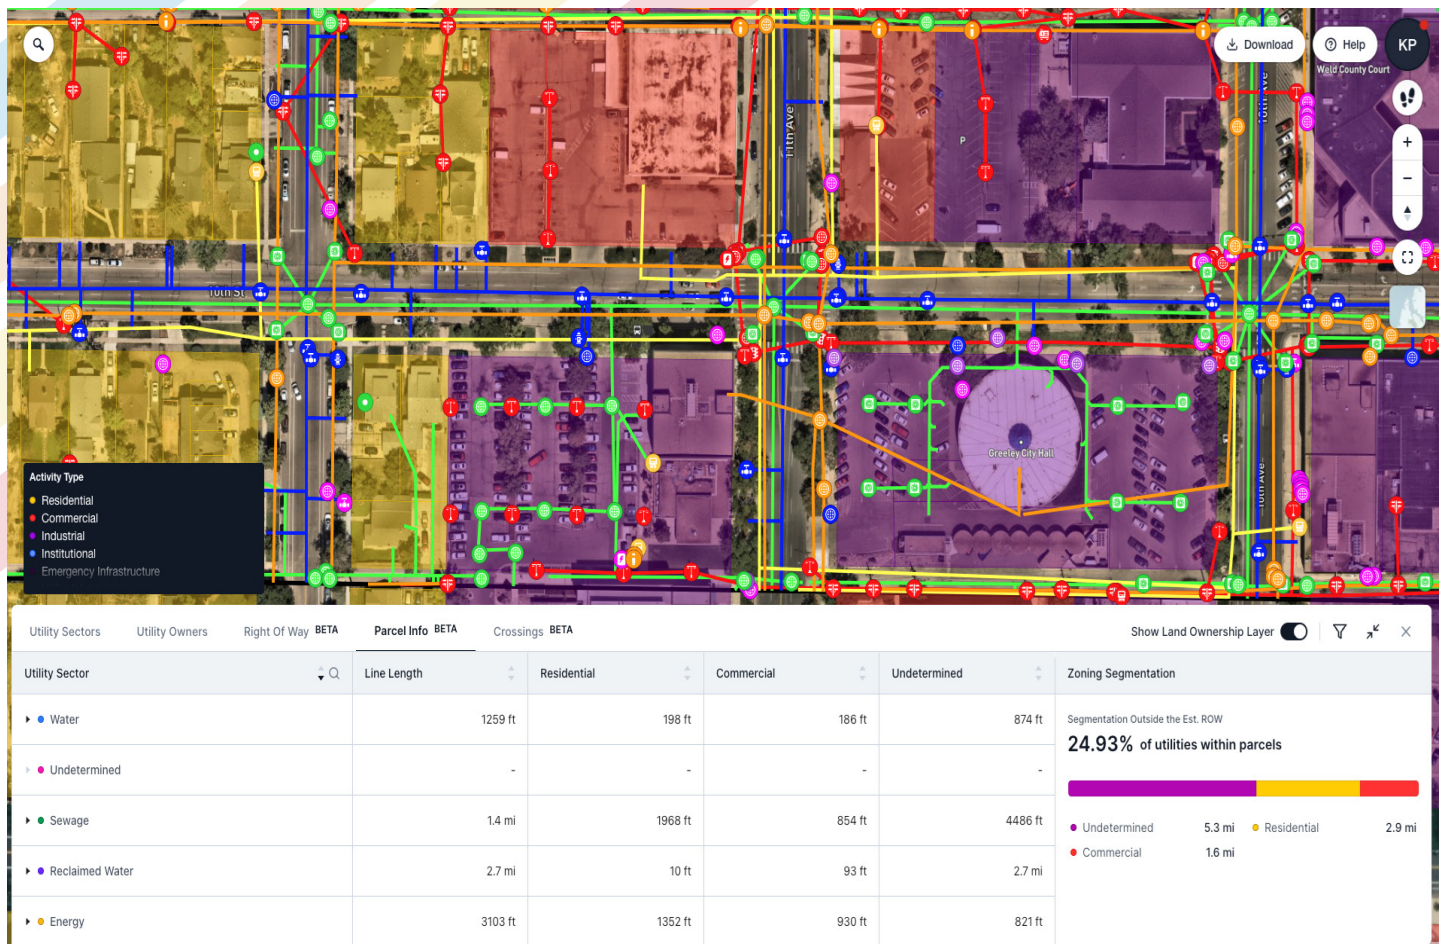 Download
Help
KP
Weld County Court
10th Ave
11th Ave
P
10th St
Greeley City Hall
10th Ave
Activity Type
Residential
Commercial
Industrial
Institutional
Emergency Infrastructure
Utility Sectors
Utility Owners
Right Of Way BETA
Parcel Info BETA
Crossings BETA
Show Land Ownership Layer
Utility Sector Line Length Residential Commercial Undetermined Zoning Segmentation
Water 1259 ft 198 ft 186 ft 874 ft
Undetermined - - - -
Sewage 1.4 mi 1968 ft 854 ft 4486 ft
Reclaimed Water 2.7 mi 10 ft 93 ft 2.7 mi
Energy 3103 ft 1352 ft 930 ft 821 ft
Segmentation Outside the Est. ROW
24.93% of utilities within parcels
Undetermined 5.3 mi Residential 2.9 mi
Commercial 1.6 mi